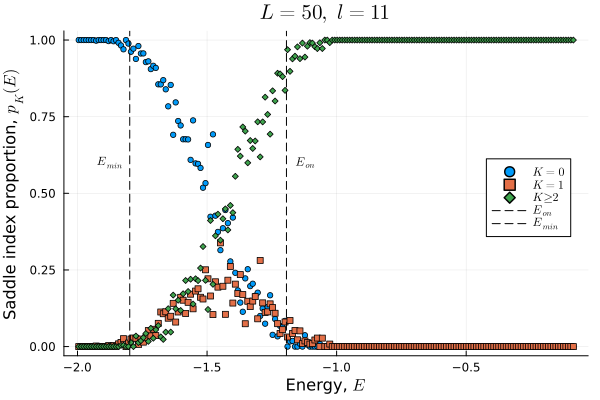 L = 50, l = 11
Saddle index proportion, p_K(E)
1.00
0.75
0.50
0.25
0.00
E_min
E_on
K = 0
K = 1
K≥2
E_on
E_min
−2.0 −1.5 −1.0 −0.5
Energy, E